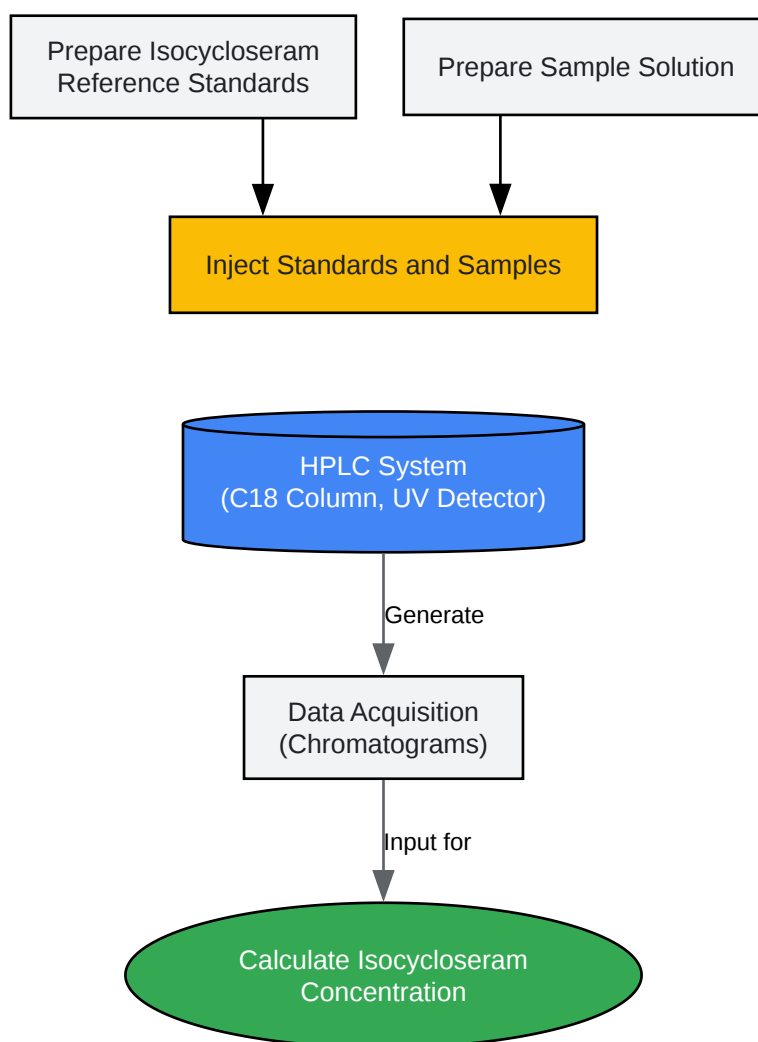 Prepare Isocycloseram
Reference Standards
Prepare Sample Solution
Inject Standards and Samples
HPLC System
(C18 Column, UV Detector)
Generate
Data Acquisition
(Chromatograms)
Input for
Calculate Isocycloseram
Concentration